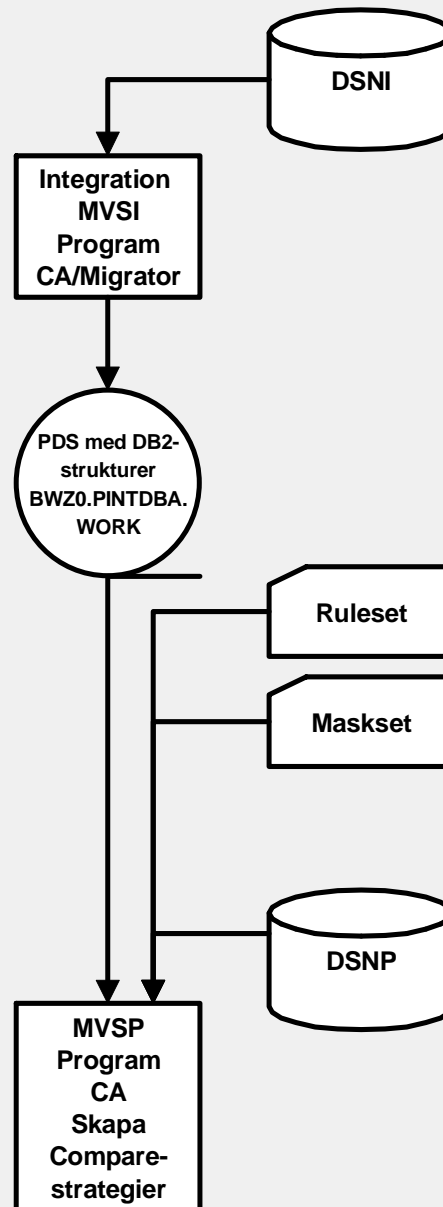 DSNI
Integration
MVSI
Program
CA/Migrator
PDS med DB2-
strukturer
BWZ0.PINTDBA.
WORK
Ruleset
Maskset
DSNP
MVSP
Program
CA
Skapa
Compare-
strategier